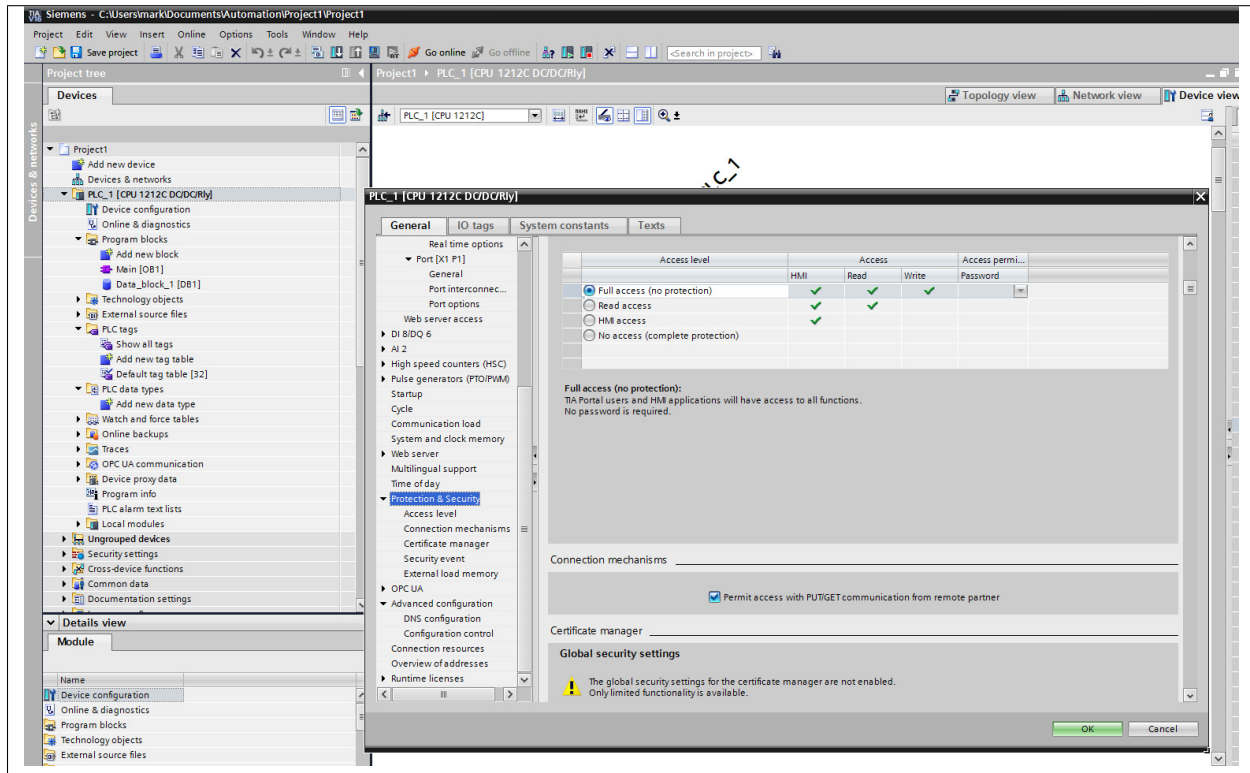 Siemens - C:\Users\mark\Documents\Automation\Project1\Project1
Project Edit View Insert Online Options Tools Window Help
Save project Go online Go offline <Search in project>
Project tree
Devices
Devices & networks
Project1
Add new device
Devices & networks
PLC_1 [CPU 1212C DC/DC/Rly]
Device configuration
Online & diagnostics
Program blocks
Add new block
Main [OB1]
Data_block_1 [DB1]
Technology objects
External source files
PLC tags
Show all tags
Add new tag table
Default tag table [32]
PLC data types
Add new data type
Watch and force tables
Online backups
Traces
OPC UA communication
Device proxy data
Program info
PLC alarm text lists
Local modules
Ungrouped devices
Security settings
Cross-device functions
Common data
Documentation settings
Details view
Module
Name
Device configuration
Online & diagnostics
Program blocks
Technology objects
External source files
Project1 PLC_1 [CPU 1212C DC/DC/Rly]
Topology view Network view Device view
PLC_1 [CPU 1212C]
PLC_1 [CPU 1212C DC/DC/Rly]
General IO tags System constants Texts
Real time options
Port [X1 P1]
General
Port interconnec...
Port options
Web server access
DI 8/DQ 6
AI 2
High speed counters (HSC)
Pulse generators (PTO/PWM)
Startup
Cycle
Communication load
System and clock memory
Web server
Multilingual support
Time of day
Protection & Security
Access level
Connection mechanisms
Certificate manager
Security event
External load memory
OPC UA
Advanced configuration
DNS configuration
Configuration control
Connection resources
Overview of addresses
Runtime licenses
Access level Access Access permi...
HMI Read Write Password
Full access (no protection)
Read access
HMI access
No access (complete protection)
Full access (no protection):
TIA Portal users and HMI applications will have access to all functions.
No password is required.
Connection mechanisms
Permit access with PUT/GET communication from remote partner
Certificate manager
Global security settings
The global security settings for the certificate manager are not enabled.
Only limited functionality is available.
OK Cancel